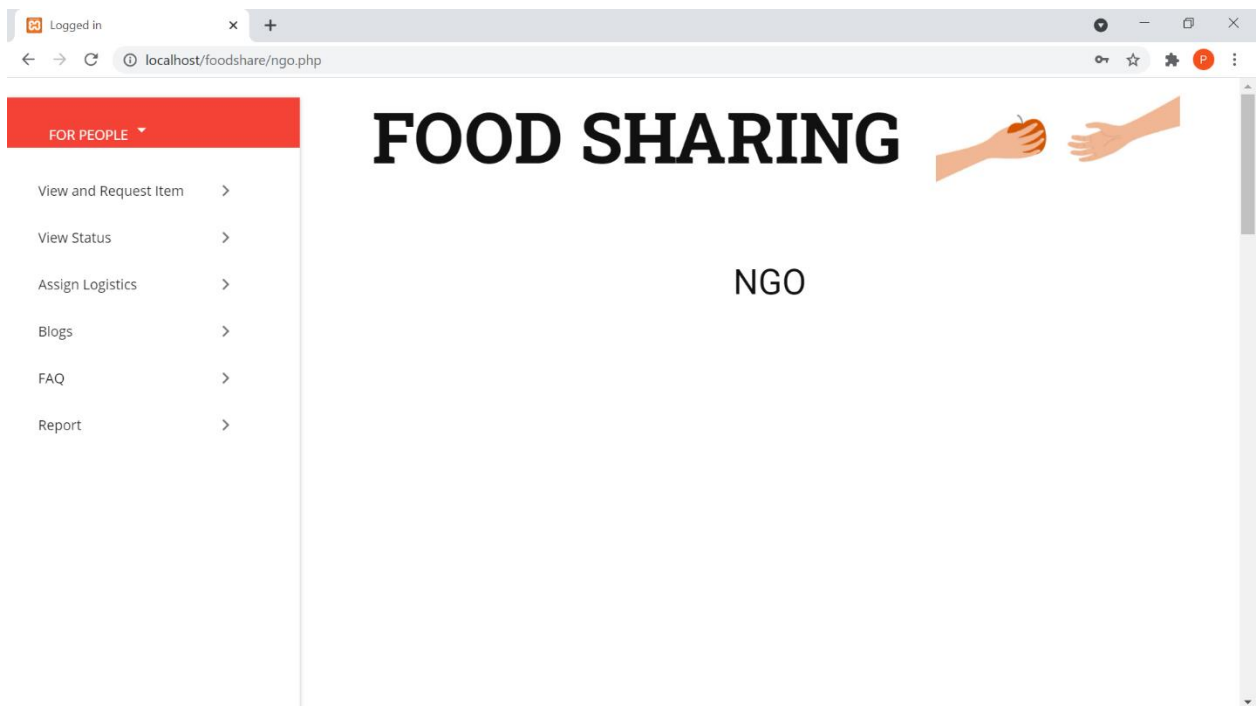 Logged in
localhost/foodshare/ngo.php
P
FOR PEOPLE
FOOD SHARING
View and Request Item
View Status
Assign Logistics
Blogs
FAQ
Report
NGO